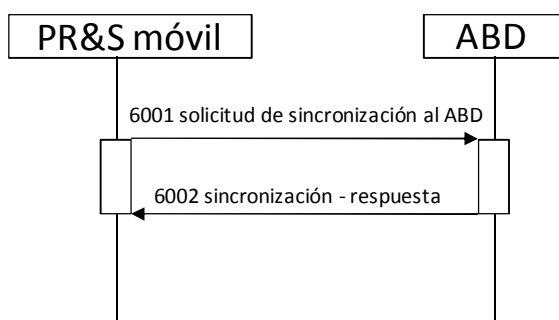 PR&S móvil
ABD
6001 solicitud de sincronización al ABD
6002 sincronización - respuesta